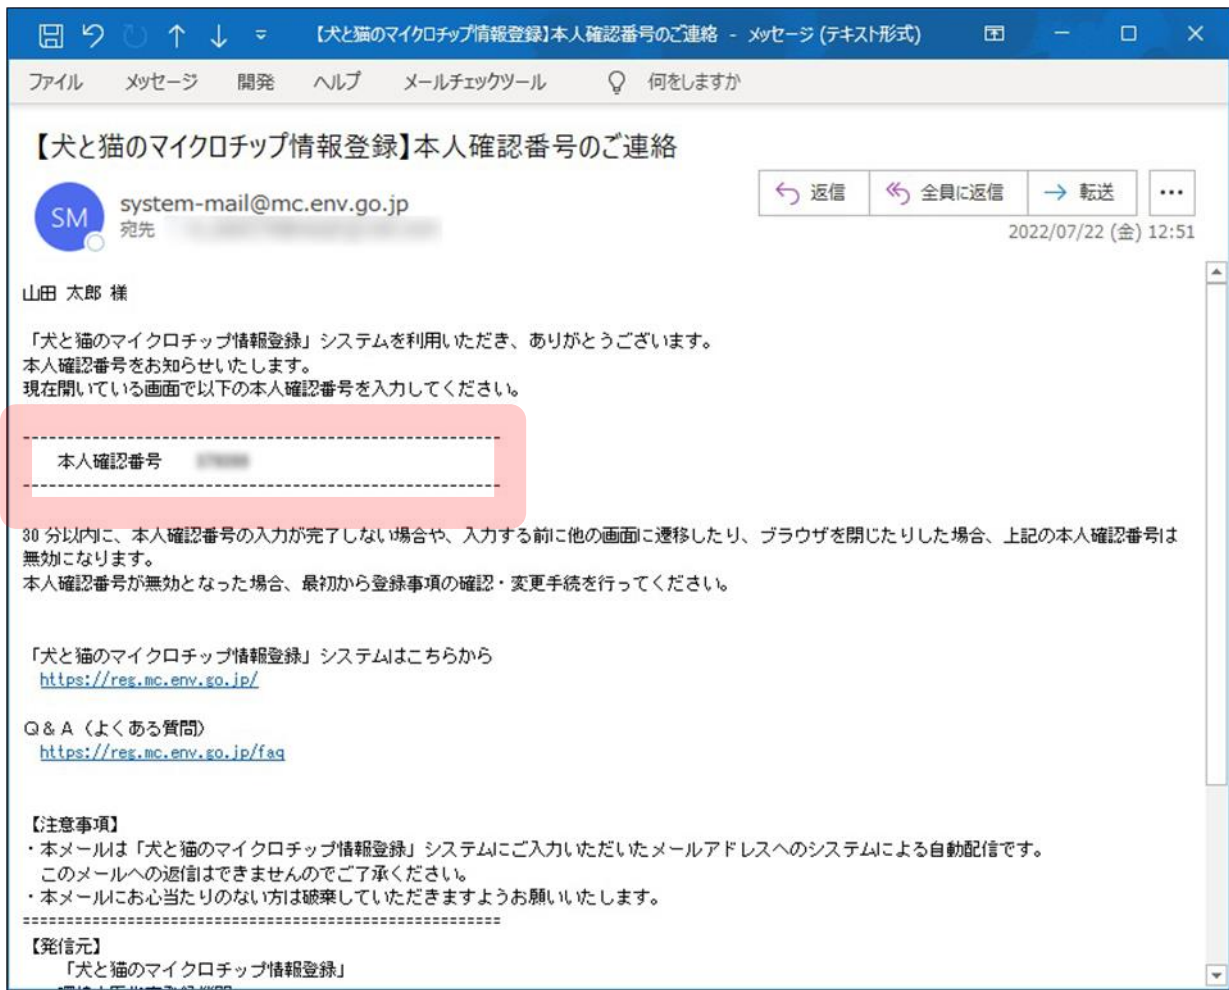 【犬と猫のマイクロチップ情報登録】本人確認番号のご連絡 - メッセージ (テキスト形式)
ファイル メッセージ 開発 ヘルプ メールチェックツール 何をしますか
【犬と猫のマイクロチップ情報登録】本人確認番号のご連絡
SM
system-mail@mc.env.go.jp
宛先
返信 全員に返信 転送 …
2022/07/22 (金) 12:51
山田 太郎 様
「犬と猫のマイクロチップ情報登録」システムを利用いただき、ありがとうございます。
本人確認番号をお知らせいたします。
現在開いている画面で以下の本人確認番号を入力してください。
-------------------------------------------------------
本人確認番号
-------------------------------------------------------
30 分以内に、本人確認番号の入力が完了しない場合や、入力する前に他の画面に遷移したり、ブラウザを閉じたりした場合、上記の本人確認番号は
無効になります。
本人確認番号が無効となった場合、最初から登録事項の確認・変更手続を行ってください。
「犬と猫のマイクロチップ情報登録」システムはこちらから
https://reg.mc.env.go.jp/
Q&A(よくある質問)
https://reg.mc.env.go.jp/faq
【注意事項】
・本メールは「犬と猫のマイクロチップ情報登録」システムにご入力いただいたメールアドレスへのシステムによる自動配信です。
このメールへの返信はできませんのでご了承ください。
・本メールにお心当たりのない方は破棄していただきますようお願いいたします。
=======================================================
【発信元】
「犬と猫のマイクロチップ情報登録」